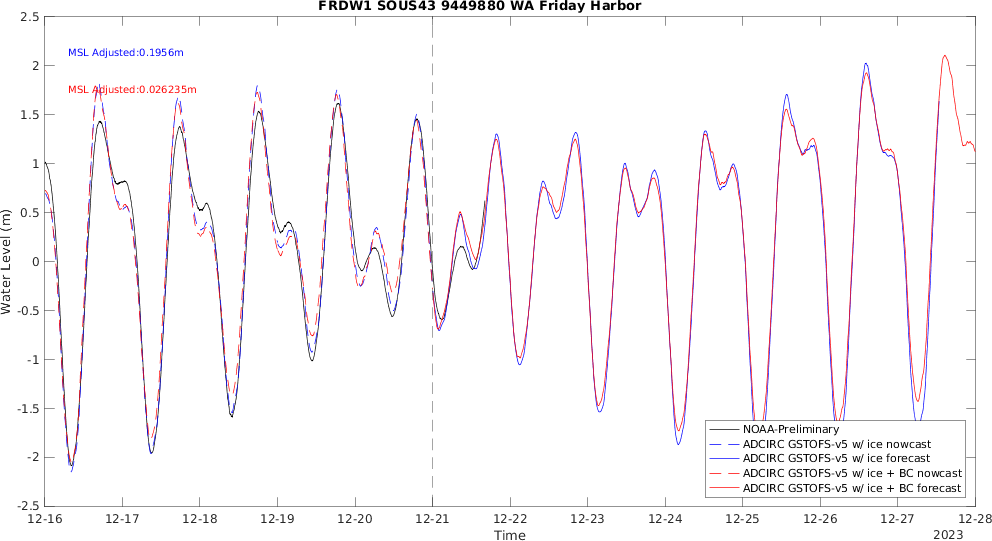 FRDW1 SOUS43 9449880 WA Friday Harbor
MSL Adjusted:0.1956m
MSL Adjusted:0.026235m
Water Level (m)
2.5
2
1.5
1
0.5
0
-0.5
-1
-1.5
-2
-2.5
NOAA-Preliminary
ADCIRC GSTOFS-v5 w/ ice nowcast
ADCIRC GSTOFS-v5 w/ ice forecast
ADCIRC GSTOFS-v5 w/ ice + BC nowcast
ADCIRC GSTOFS-v5 w/ ice + BC forecast
12-16 12-17 12-18 12-19 12-20 12-21 12-22 12-23 12-24 12-25 12-26 12-27 12-28
Time
2023